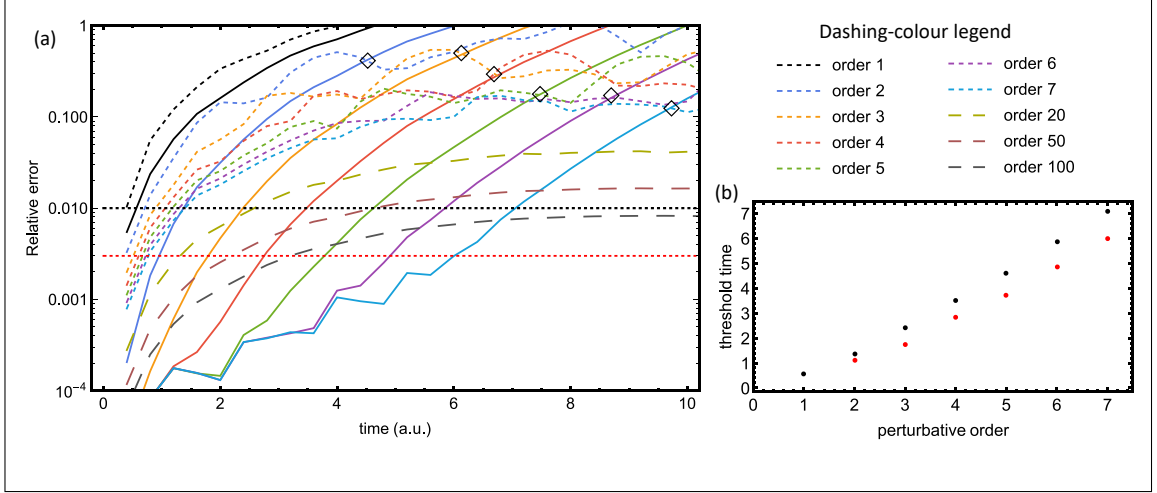 (a)
1
0.100
0.010
0.001
10⁻⁴
Relative error
0 2 4 6 8 10
time (a.u.)
Dashing-colour legend
order 1 order 6
order 2 order 7
order 3 order 20
order 4 order 50
order 5 order 100
(b)
7
6
5
4
3
2
1
0
threshold time
0 1 2 3 4 5 6 7
perturbative order